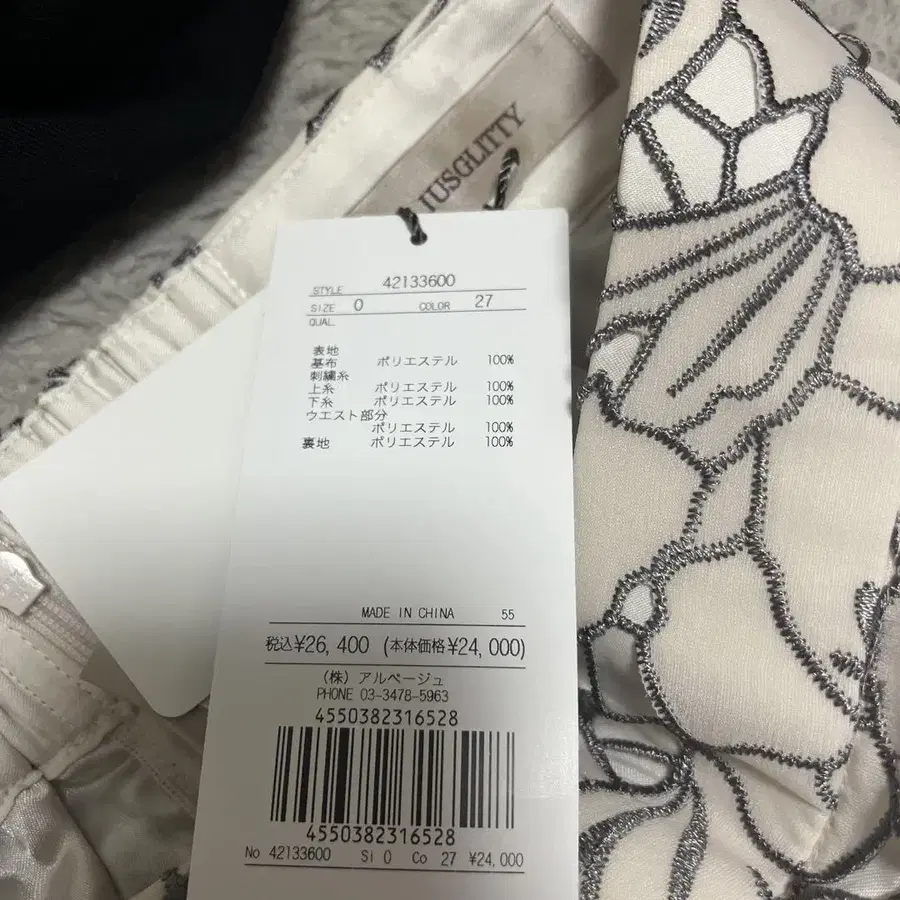 IUSGLITTY
STYLE 42133600
SIZE 0 COLOR 27
QUAL.
表地
基布 ポリエステル 100%
刺繍糸
上糸 ポリエステル 100%
下糸 ポリエステル 100%
ウエスト部分
ポリエステル 100%
裏地 ポリエステル 100%
MADE IN CHINA 55
税込¥26,400 (本体価格¥24,000)
(株) アルページュ
PHONE 03-3478-5963
4550382316528
4550382316528
No 42133600 SI 0 Co 27 ¥24,000